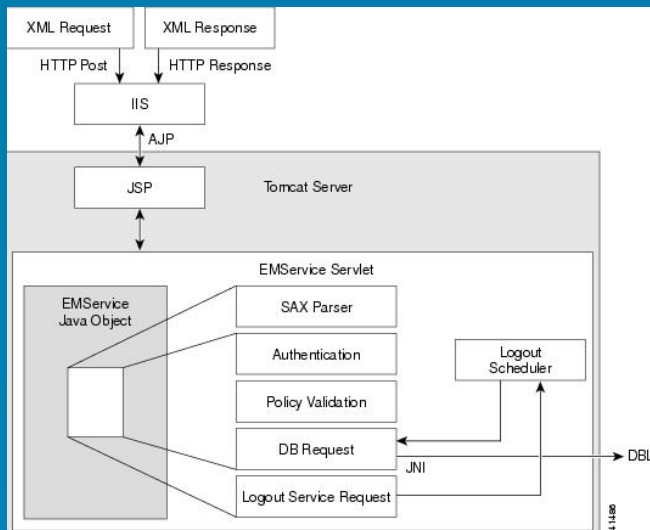 XML Request
XML Response
HTTP Post
HTTP Response
IIS
AJP
JSP
Tomcat Server
EMService Servlet
EMService
Java Object
SAX Parser
Authentication
Logout
Scheduler
Policy Validation
DB Request
JNI
DBL
Logout Service Request